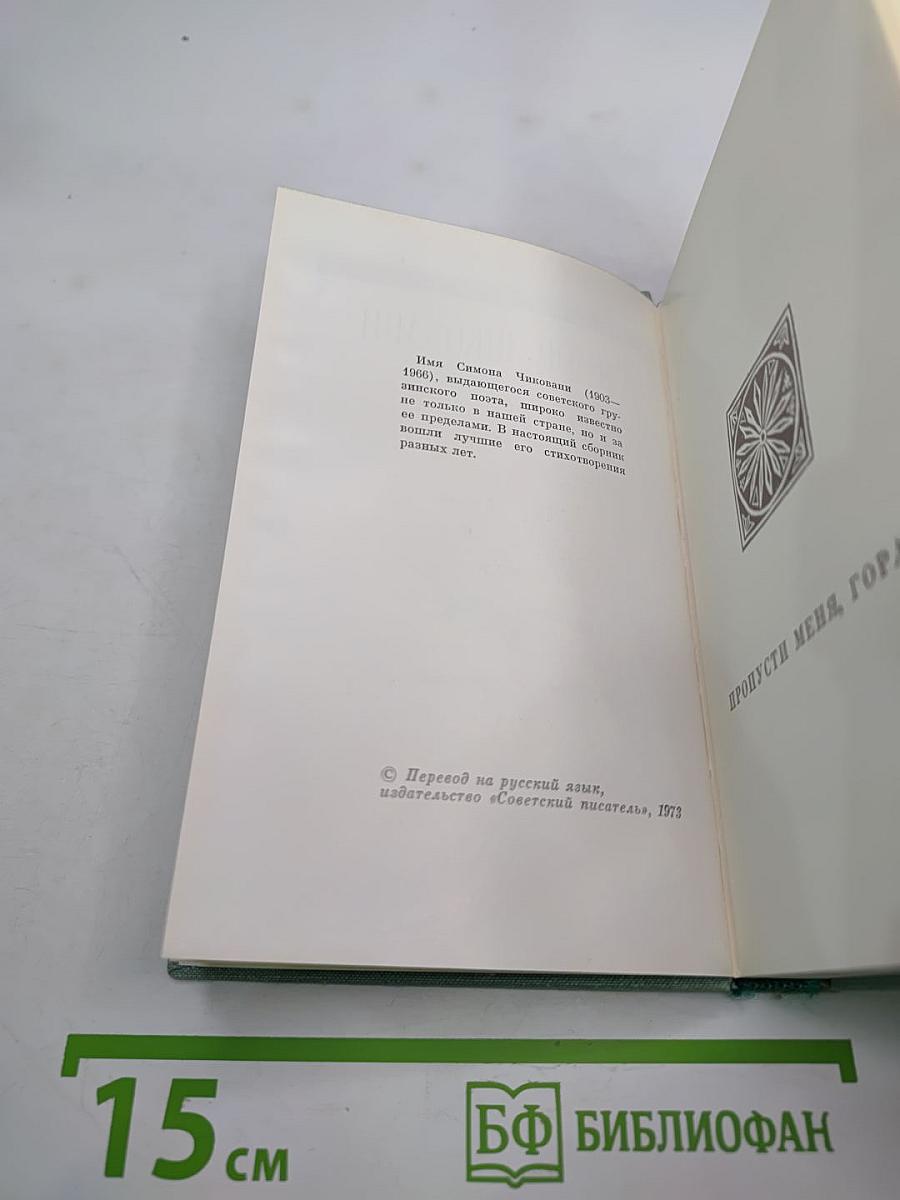 Имя Симона Чиковани (1903—
1966), выдающегося советского гру-
зинского поэта, широко известно
не только в нашей стране, но и за
ее пределами. В настоящий сборник
вошли лучшие его стихотворения
разных лет.
© Перевод на русский язык,
издательство «Советский писатель», 1973
ПРОПУСТИ МЕНЯ,
15 см
БФ БИБЛИОФАН